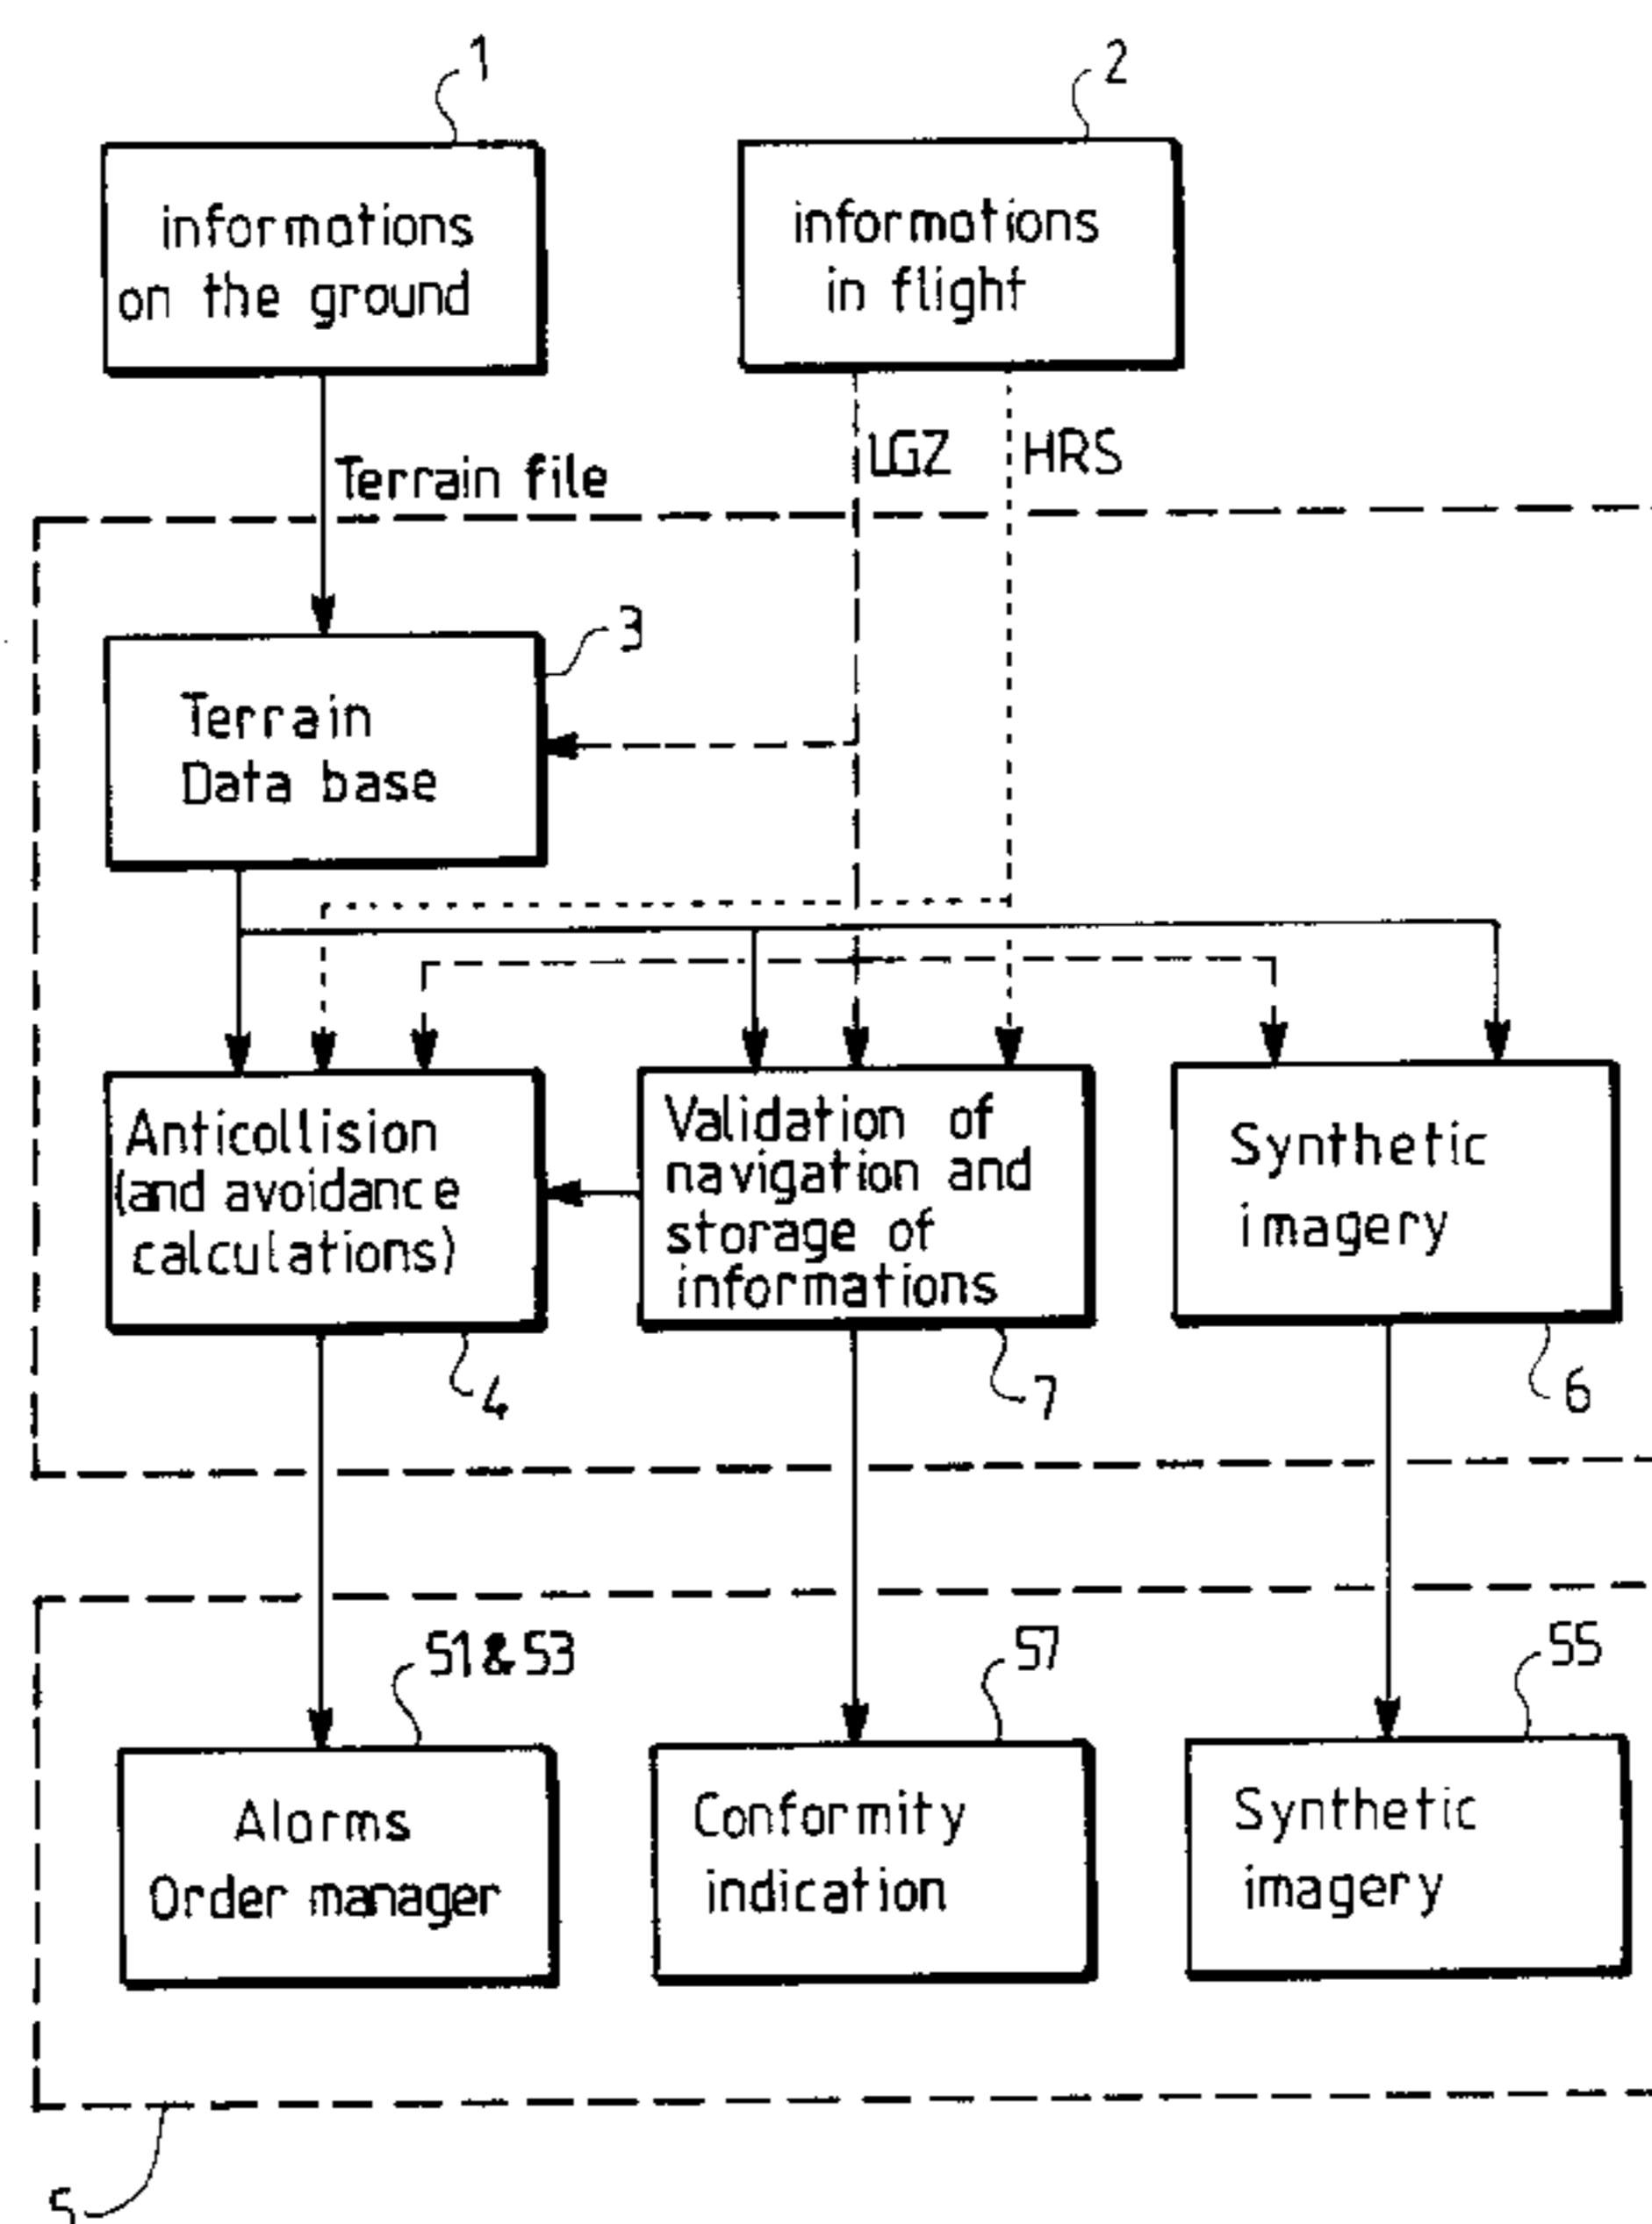 1
2
informations
on the ground
informations
in flight
LGZ
HRS
Terrain file
3
Terrain
Data base
Anticollision
(and avoidance
calculations)
Validation of
navigation and
storage of
informations
Synthetic
imagery
4
7
6
51&53
57
55
Alarms
Order manager
Conformity
indication
Synthetic
imagery
5